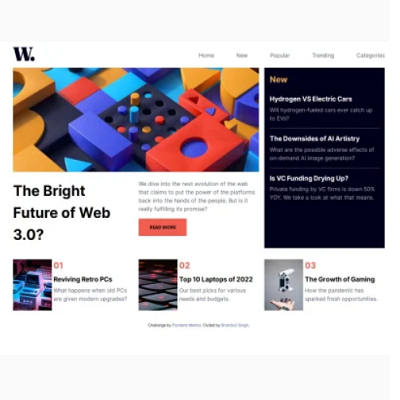 W.
Home New Popular Trending Categories
New
Hydrogen VS Electric Cars
Will hydrogen-fueled cars ever catch up
to EVs?
The Downsides of AI Artistry
What are the possible adverse effects of
on-demand AI image generation?
Is VC Funding Drying Up?
Private funding by VC firms is down 50%
YOY. We take a look at what that means.
The Bright
Future of Web
3.0?
We dive into the next evolution of the web
that claims to put the power of the platforms
back into the hands of the people. But is it
really fulfilling its promise?
READ MORE
01
Reviving Retro PCs
What happens when old PCs
are given modern upgrades?
02
Top 10 Laptops of 2022
Our best picks for various
needs and budgets.
03
The Growth of Gaming
How the pandemic has
sparked fresh opportunities.
Challenge by Frontend Mentor. Coded by